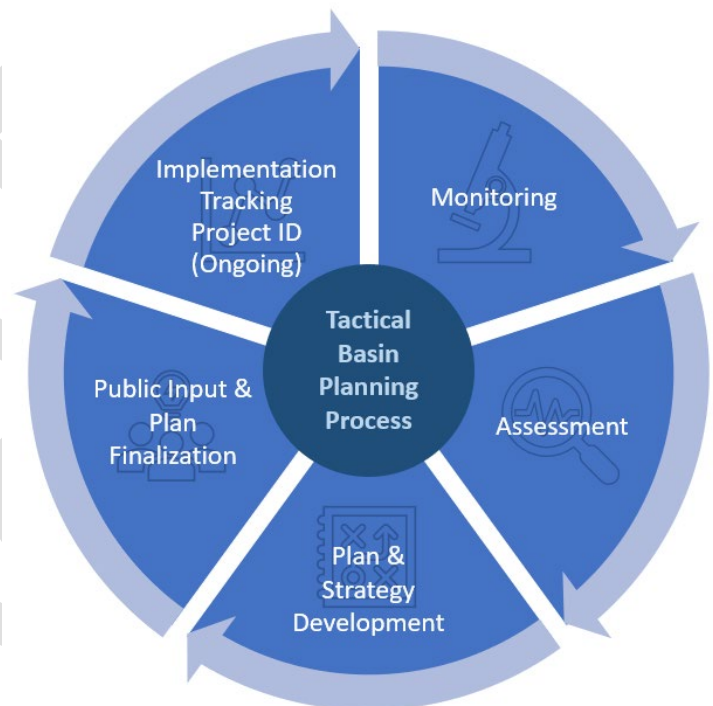 Implementation
Tracking
Project ID
(Ongoing)
Monitoring
Tactical
Basin
Planning
Process
Public Input &
Plan
Finalization
Assessment
Plan &
Strategy
Development